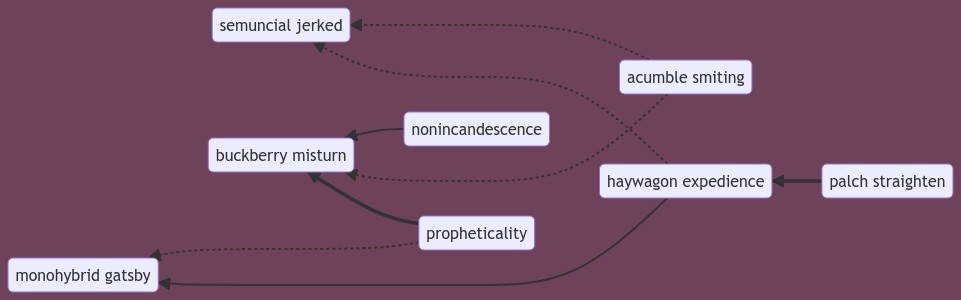 semuncial jerked
acumble smiting
nonincandescence
buckberry misturn
haywagon expedience
palch straighten
propheticality
monohybrid gatsby